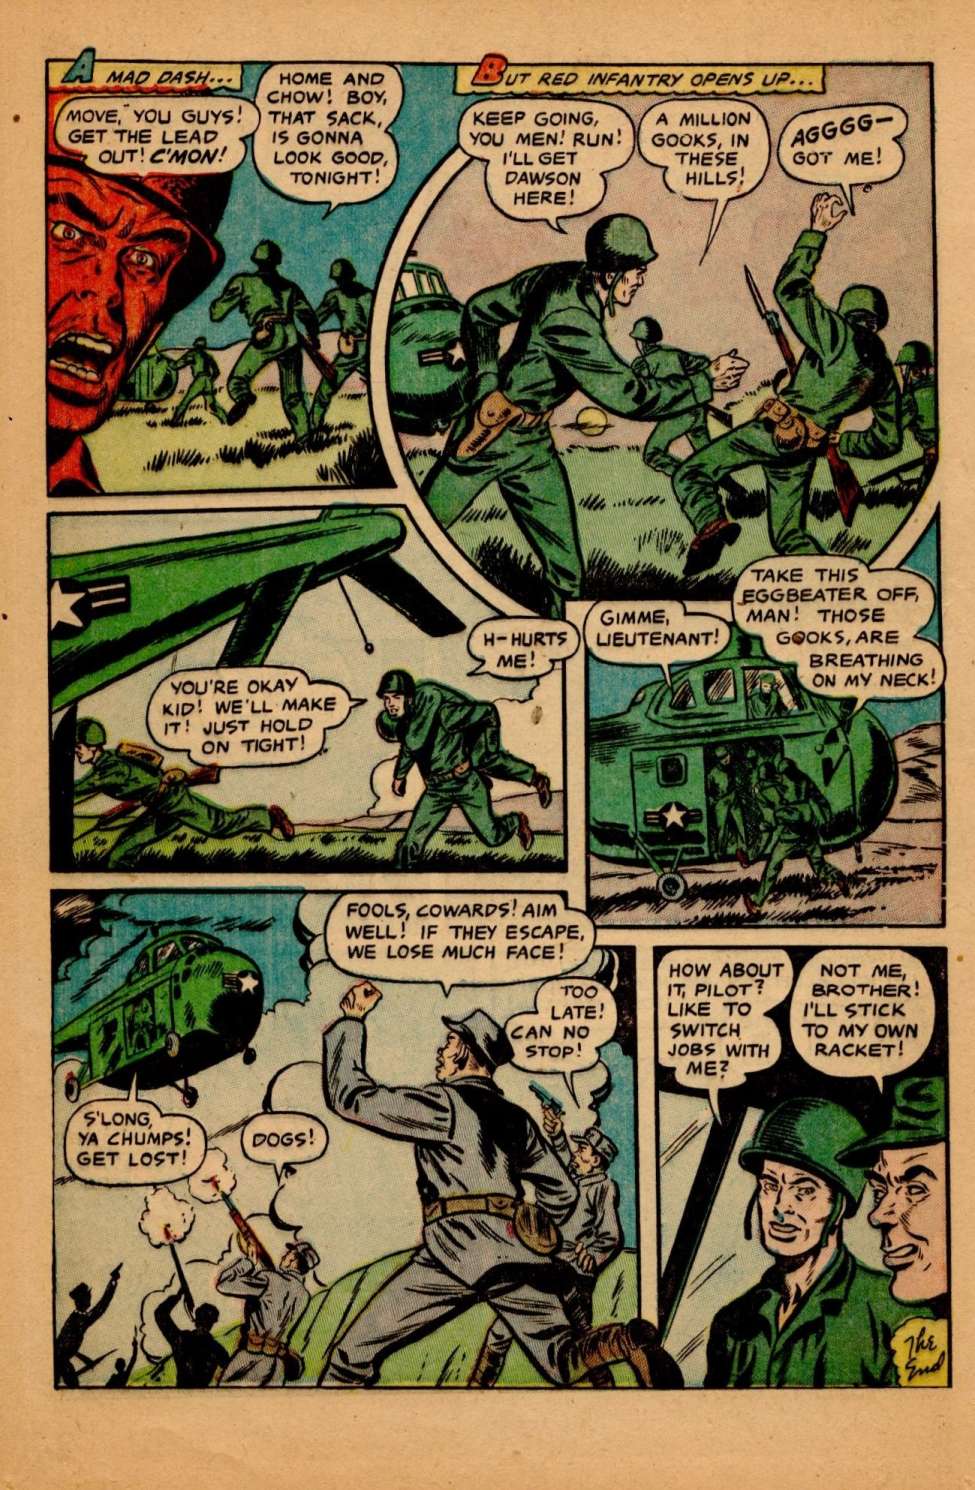 A MAD DASH...
MOVE, YOU GUYS!
GET THE LEAD
OUT! C'MON!
HOME AND
CHOW! BOY,
THAT SACK,
IS GONNA
LOOK GOOD,
TONIGHT!
BUT RED INFANTRY OPENS UP...
KEEP GOING,
YOU MEN! RUN!
I'LL GET
DAWSON
HERE!
A MILLION
GOOKS, IN
THESE
HILLS!
AGGGG-
GOT ME!
YOU'RE OKAY
KID! WE'LL MAKE
IT! JUST HOLD
ON TIGHT!
H-HURTS
ME!
GIMME,
LIEUTENANT!
TAKE THIS
EGGBEATER OFF,
MAN! THOSE
GOOKS, ARE
BREATHING
ON MY NECK!
S'LONG,
YA CHUMPS!
GET LOST!
DOGS!
FOOLS, COWARDS! AIM
WELL! IF THEY ESCAPE,
WE LOSE MUCH FACE!
TOO
LATE!
CAN NO
STOP!
HOW ABOUT
IT, PILOT?
LIKE TO
SWITCH
JOBS WITH
ME?
NOT ME,
BROTHER!
I'LL STICK
TO MY OWN
RACKET!
The
End